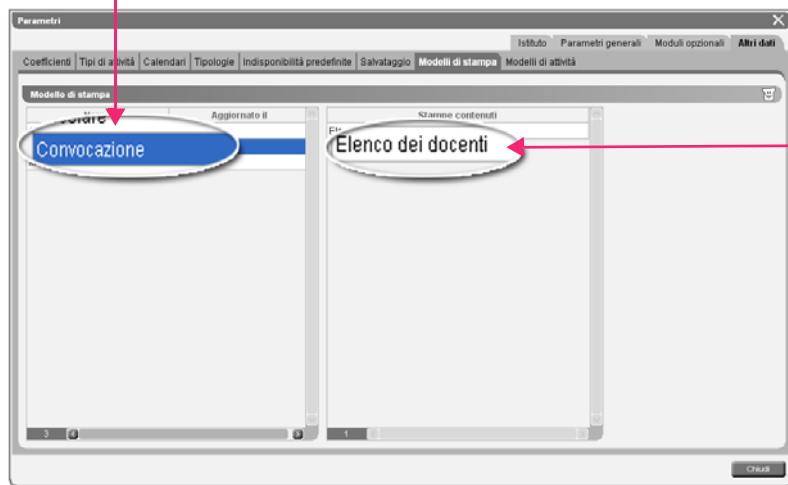 Parametri
Istituto Parametri generali Moduli opzionali Altri dati
Coefficienti Tipi di attività Calendari Tipologie Indisponibilità predefinite Salvataggio Modelli di stampa Modelli di attività
Modello di stampa
Aggiornato il Stampe contenuti
Convocazione
Elenco dei docenti
3 1
Chiudi